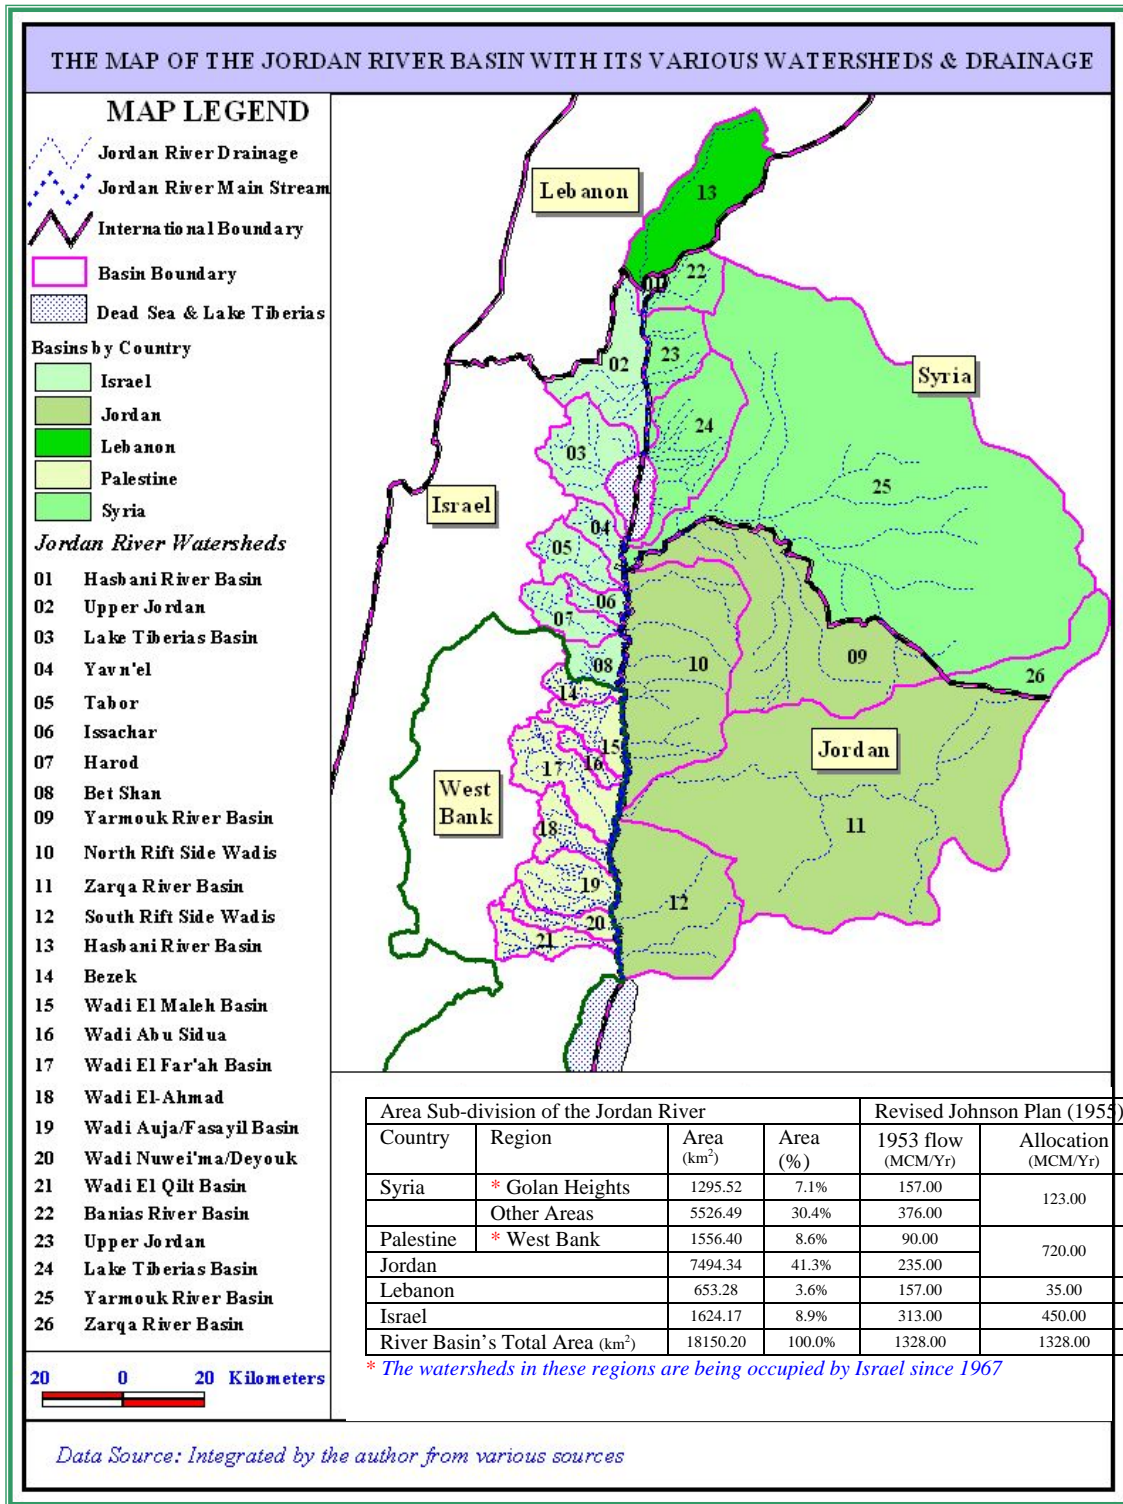 THE MAP OF THE JORDAN RIVER BASIN WITH ITS VARIOUS WATERSHEDS & DRAINAGE
MAP LEGEND
Jordan River Drainage
Jordan River Main Stream
International Boundary
Basin Boundary
Dead Sea & Lake Tiberias
Basins by Country
Israel
Jordan
Lebanon
Palestine
Syria
Jordan River Watersheds
01 Hasbani River Basin
02 Upper Jordan
03 Lake Tiberias Basin
04 Yavn'el
05 Tabor
06 Issachar
07 Harod
08 Bet Shan
09 Yarmouk River Basin
10 North Rift Side Wadis
11 Zarqa River Basin
12 South Rift Side Wadis
13 Hasbani River Basin
14 Bezek
15 Wadi El Maleh Basin
16 Wadi Abu Sidua
17 Wadi El Far'ah Basin
18 Wadi El-Ahmad
19 Wadi Auja/Fasayil Basin
20 Wadi Nuwei'ma/Deyouk
21 Wadi El Qilt Basin
22 Banias River Basin
23 Upper Jordan
24 Lake Tiberias Basin
25 Yarmouk River Basin
26 Zarqa River Basin
20 0 20 Kilometers
Lebanon
13
01
22
02
23
Syria
24
03
25
Israel
04
05
06
07
08
10
09
26
14
15
16
17
Jordan
West
Bank
18
11
19
12
20
21
Area Sub-division of the Jordan River Revised Johnson Plan (1955)
Country Region Area (km²) Area (%) 1953 flow (MCM/Yr) Allocation (MCM/Yr)
Syria * Golan Heights 1295.52 7.1% 157.00 123.00
Other Areas 5526.49 30.4% 376.00
Palestine * West Bank 1556.40 8.6% 90.00 720.00
Jordan 7494.34 41.3% 235.00
Lebanon 653.28 3.6% 157.00 35.00
Israel 1624.17 8.9% 313.00 450.00
River Basin's Total Area (km²) 18150.20 100.0% 1328.00 1328.00
* The watersheds in these regions are being occupied by Israel since 1967
Data Source: Integrated by the author from various sources